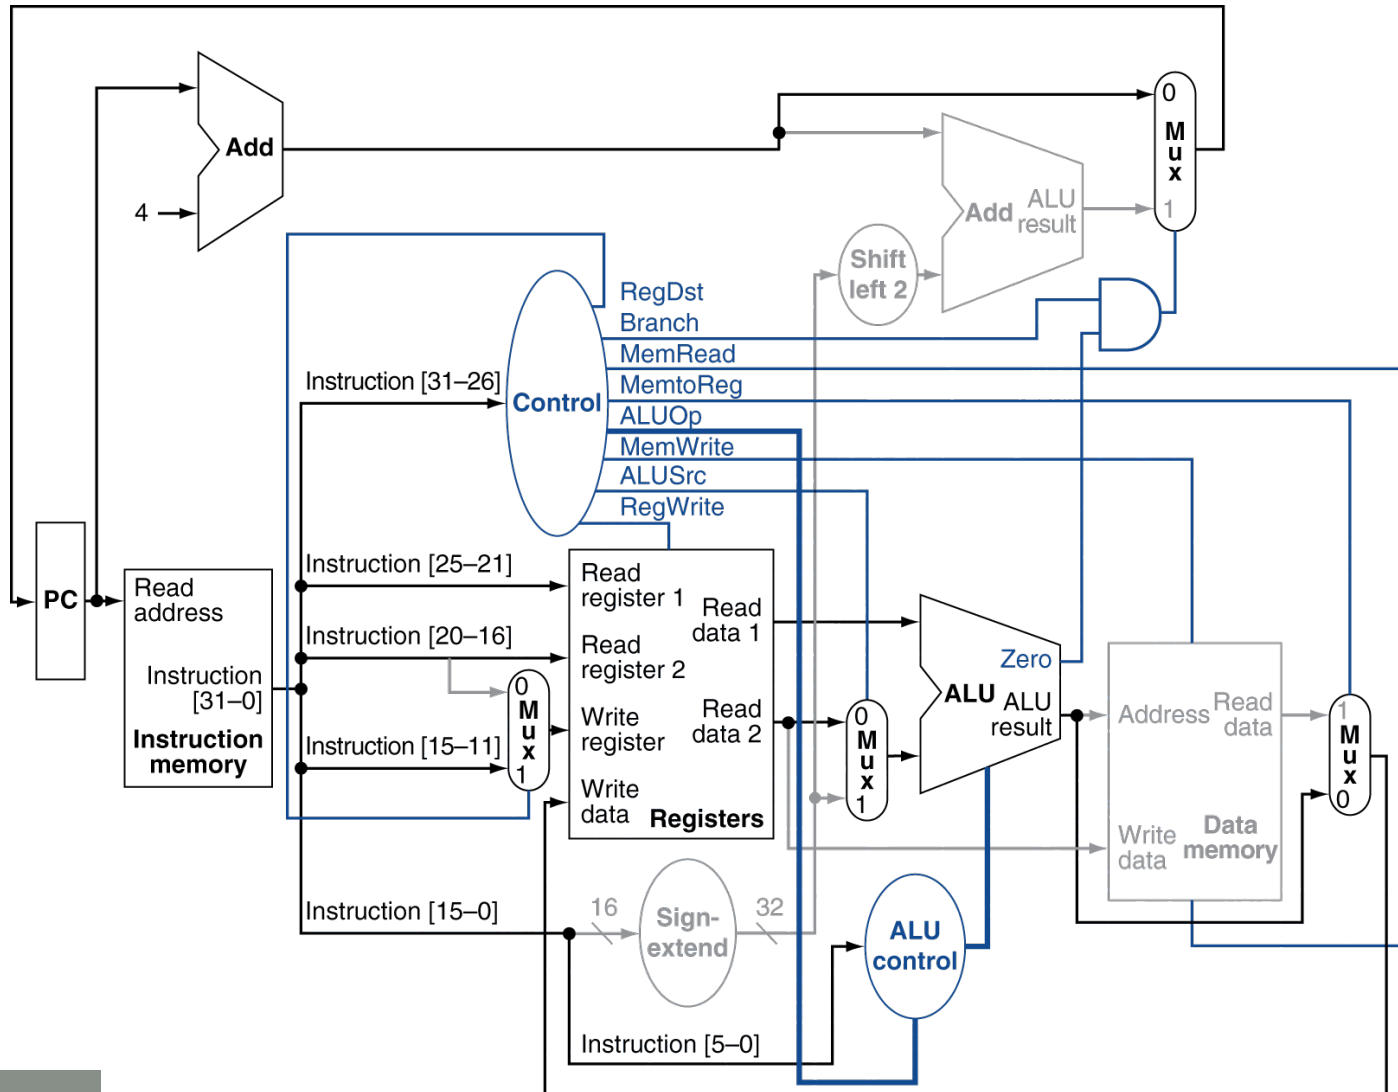 0
M
u
x
1
Add
4
Add
ALU
result
Shift
left 2
RegDst
Branch
MemRead
MemtoReg
ALUOp
MemWrite
ALUSrc
RegWrite
Control
Instruction [31–26]
Instruction [25–21]
Instruction [20–16]
Instruction [15–11]
Instruction [15–0]
Instruction [5–0]
PC
Read
address
Instruction
[31–0]
Instruction
memory
0
M
u
x
1
Read
register 1
Read
register 2
Write
register
Write
data
Read
data 1
Read
data 2
Registers
0
M
u
x
1
Zero
ALU
ALU
result
Address
Read
data
Write
data
Data
memory
1
M
u
x
0
16
Sign-
extend
32
ALU
control